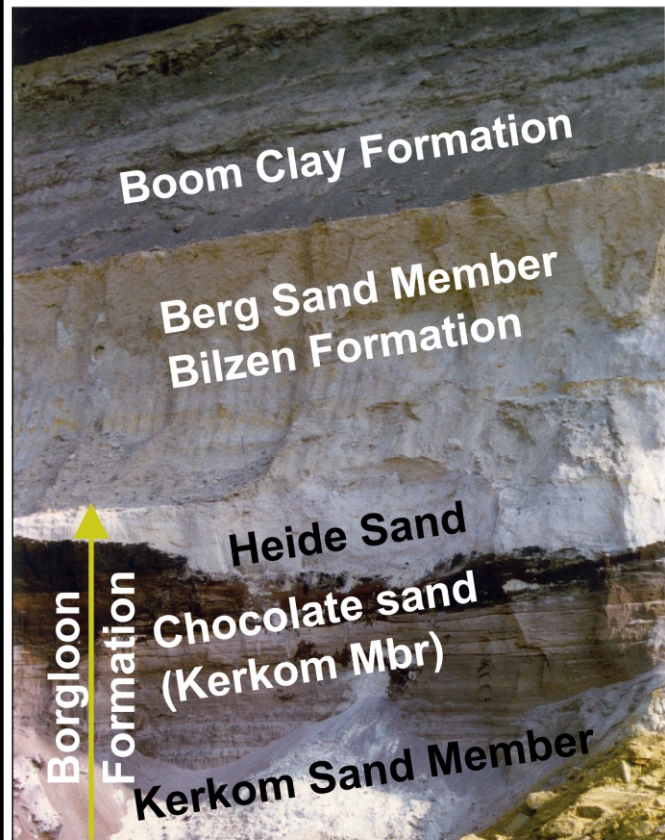 Boom Clay Formation
Berg Sand Member
Bilzen Formation
Heide Sand
Chocolate sand
(Kerkom Mbr)
Kerkom Sand Member
Borgloon
Formation